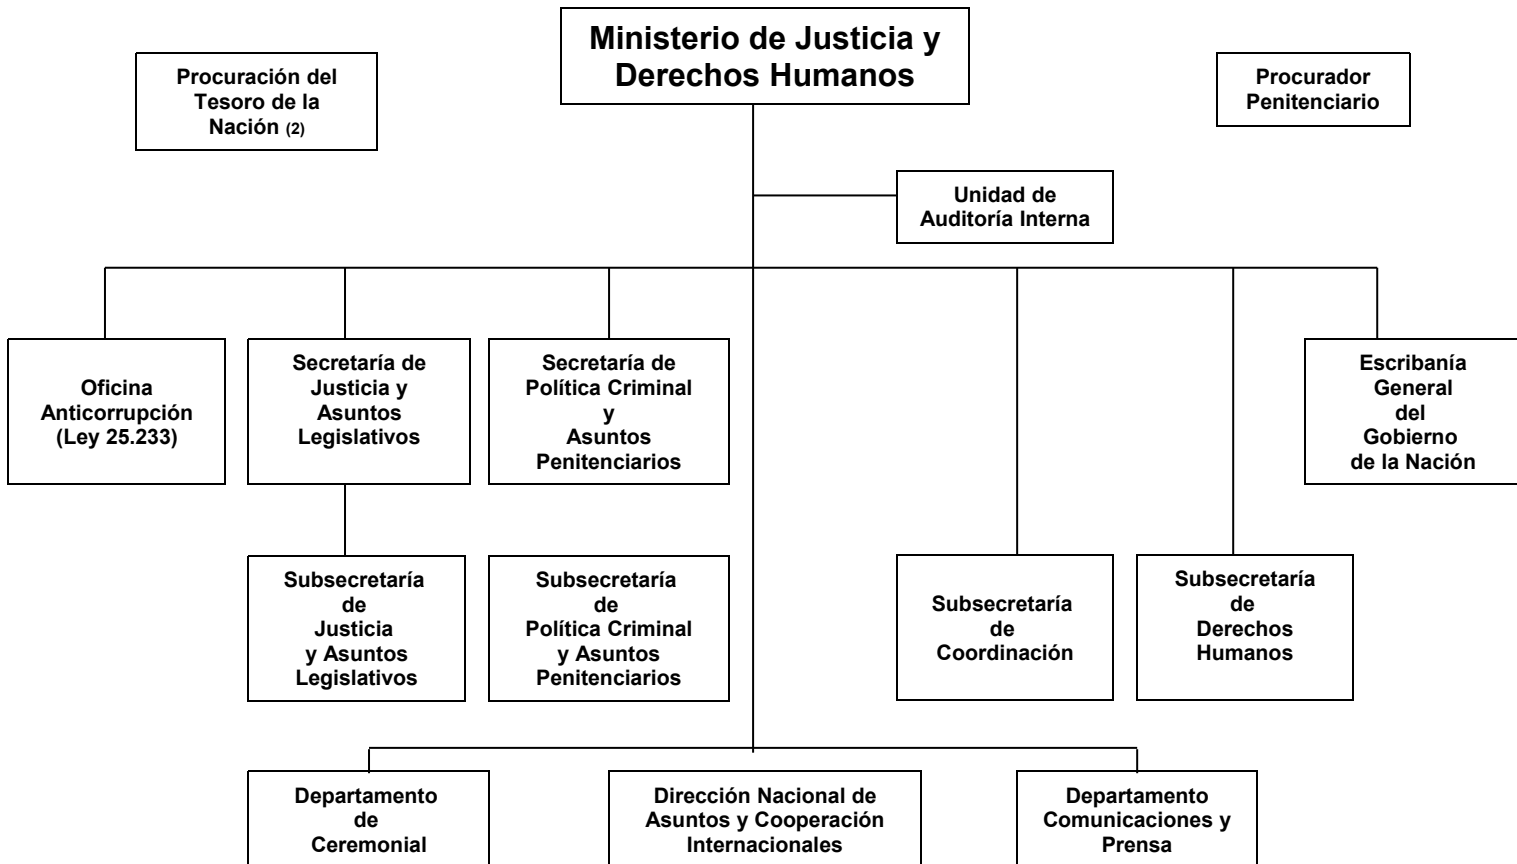 Ministerio de Justicia y
Derechos Humanos
Procuración del
Tesoro de la
Nación (2)
Procurador
Penitenciario
Unidad de
Auditoría Interna
Oficina
Anticorrupción
(Ley 25.233)
Secretaría de
Justicia y
Asuntos
Legislativos
Secretaría de
Política Criminal
y
Asuntos
Penitenciarios
Escribanía
General
del
Gobierno
de la Nación
Subsecretaría
de
Justicia
y Asuntos
Legislativos
Subsecretaría
de
Política Criminal
y Asuntos
Penitenciarios
Subsecretaría
de
Coordinación
Subsecretaría
de
Derechos
Humanos
Departamento
de
Ceremonial
Dirección Nacional de
Asuntos y Cooperación
Internacionales
Departamento
Comunicaciones y
Prensa